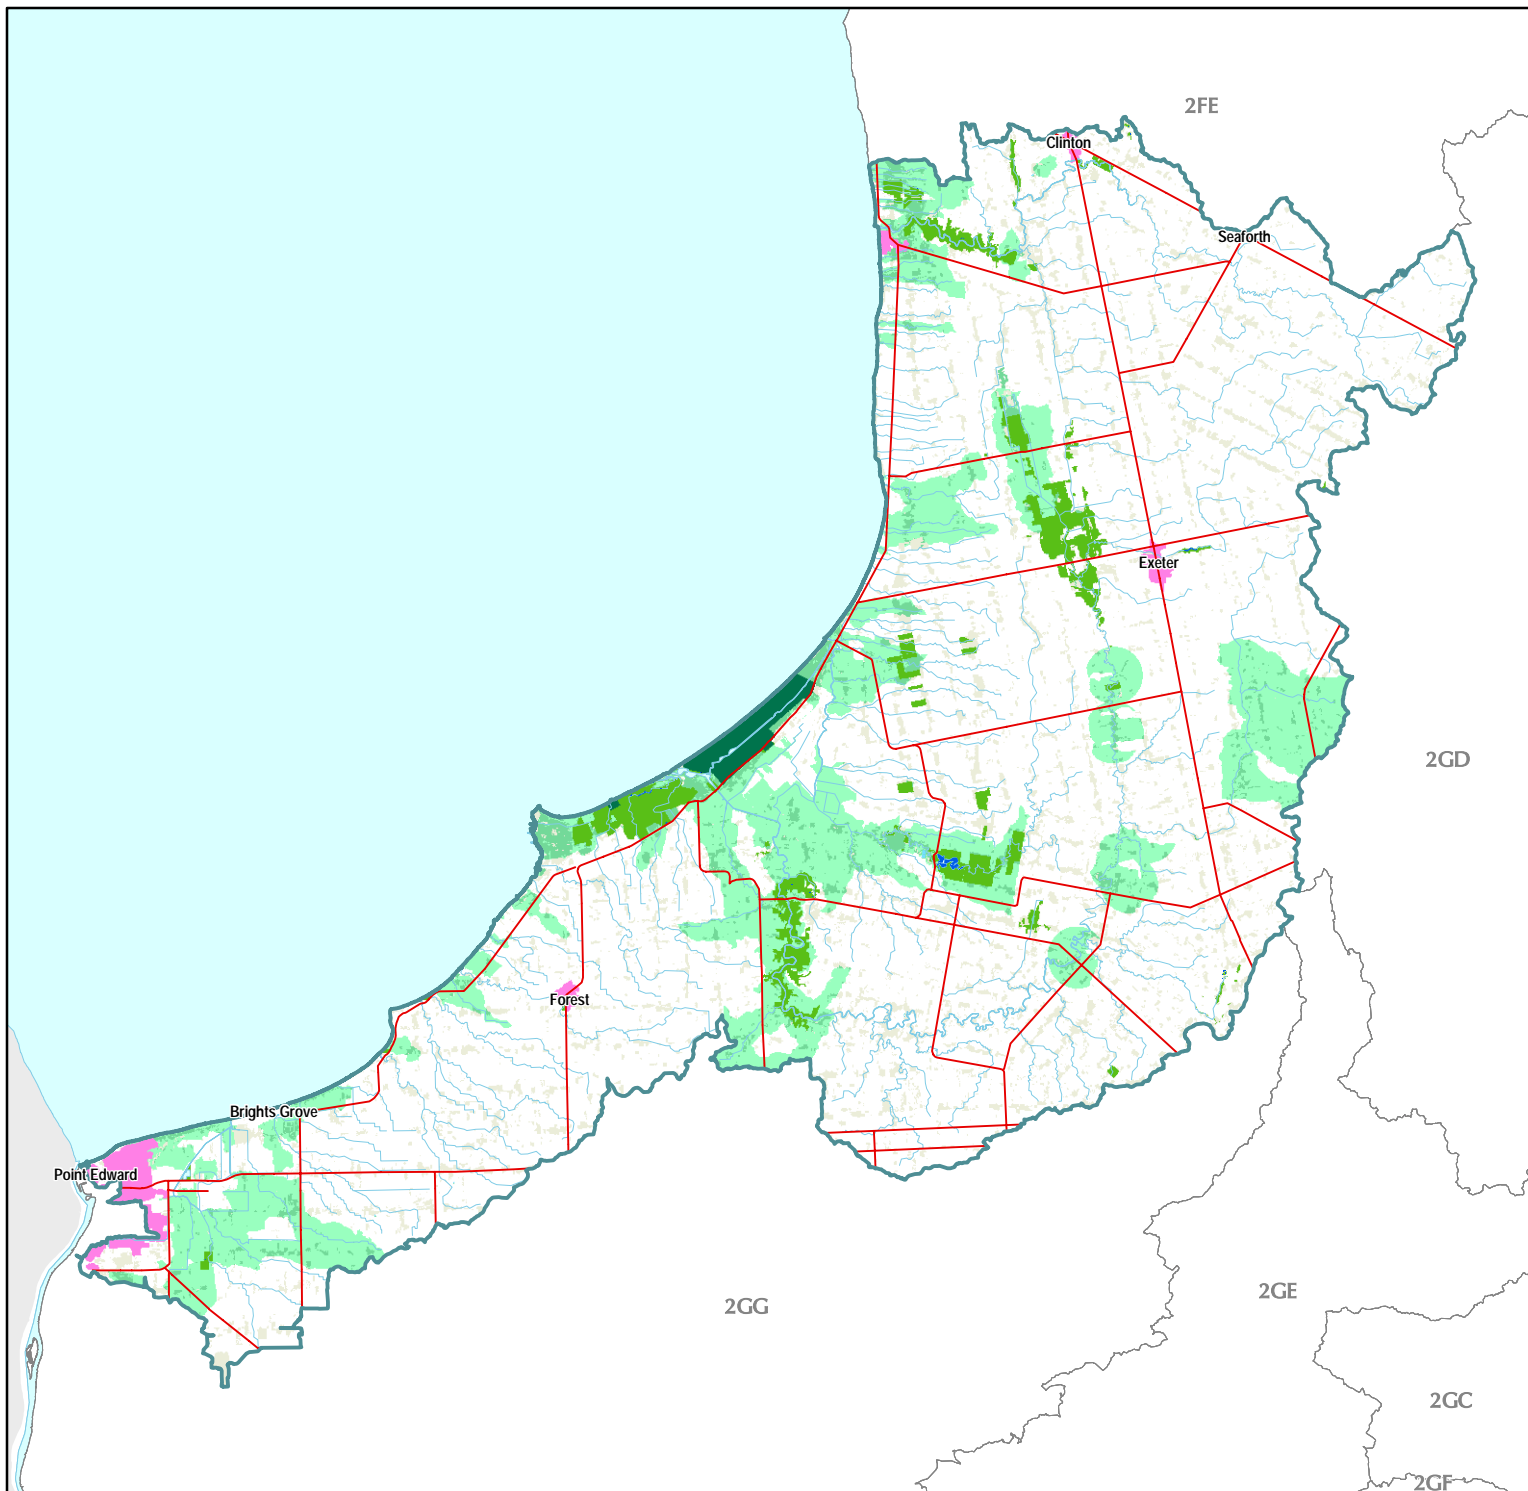 2FE
Clinton
Seaforth
Exeter
2GD
Forest
Brights Grove
Point Edward
2GE
2GG
2GC
2GF